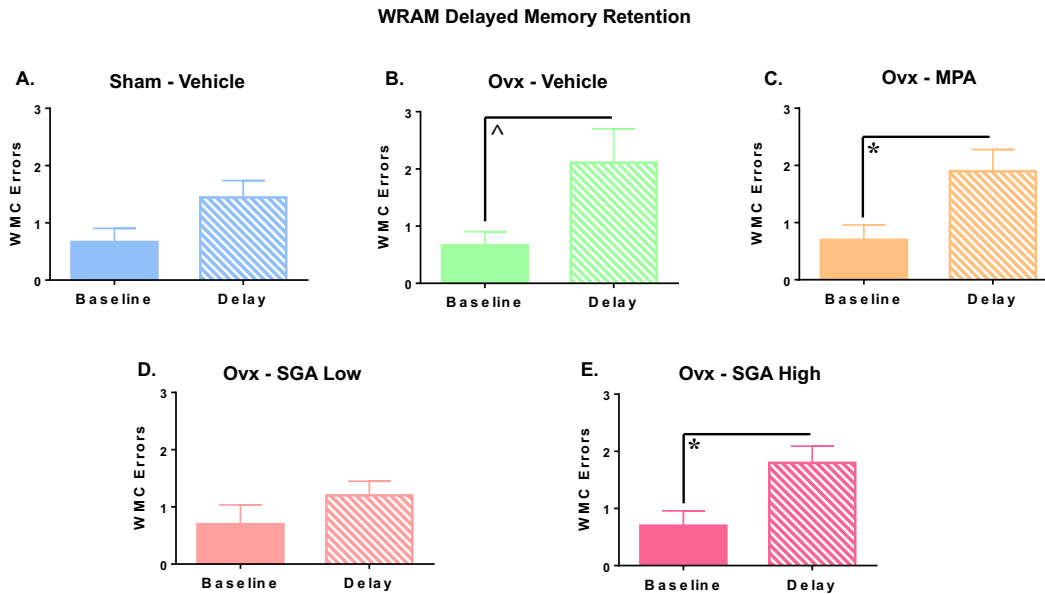 WRAM Delayed Memory Retention
A.
Sham - Vehicle
WMC Errors
3
2
1
0
Baseline
Delay
B.
Ovx - Vehicle
WMC Errors
3
2
1
0
^
Baseline
Delay
C.
Ovx - MPA
WMC Errors
3
2
1
0
*
Baseline
Delay
D.
Ovx - SGA Low
WMC Errors
3
2
1
0
Baseline
Delay
E.
Ovx - SGA High
WMC Errors
3
2
1
0
*
Baseline
Delay